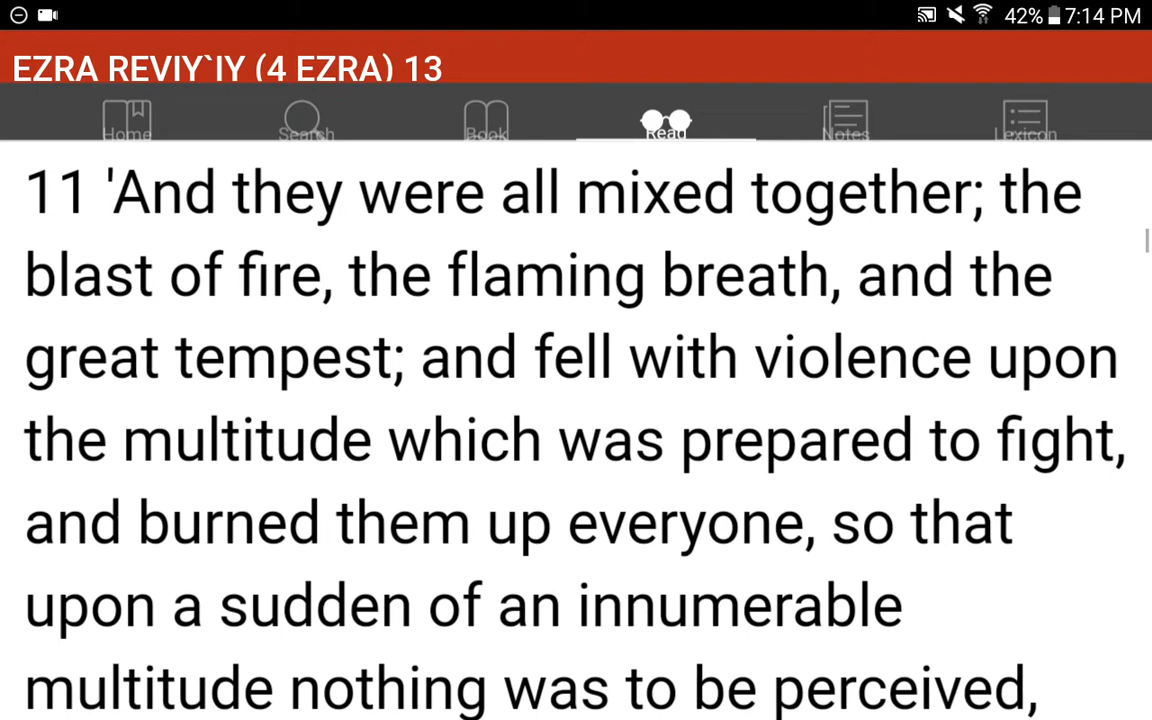 42% 7:14 PM
EZRA REVIY`IY (4 EZRA) 13
Home Search Book Read Notes Lexicon
11 'And they were all mixed together; the
blast of fire, the flaming breath, and the
great tempest; and fell with violence upon
the multitude which was prepared to fight,
and burned them up everyone, so that
upon a sudden of an innumerable
multitude nothing was to be perceived,